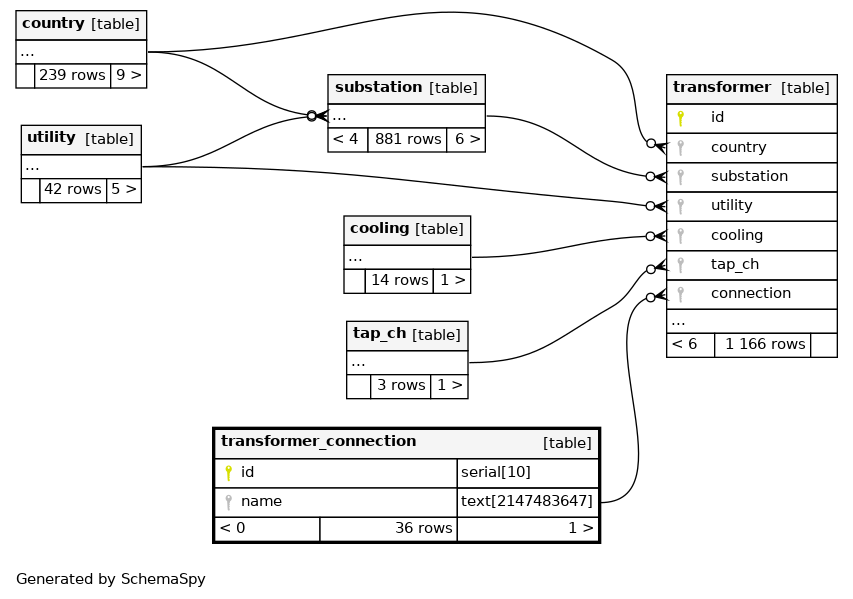 country [table]
...
239 rows 9 >
utility [table]
...
42 rows 5 >
substation [table]
...
< 4 881 rows 6 >
cooling [table]
...
14 rows 1 >
tap_ch [table]
...
3 rows 1 >
transformer_connection [table]
id serial[10]
name text[2147483647]
< 0 36 rows 1 >
transformer [table]
id
country
substation
utility
cooling
tap_ch
connection
...
< 6 1 166 rows
Generated by SchemaSpy